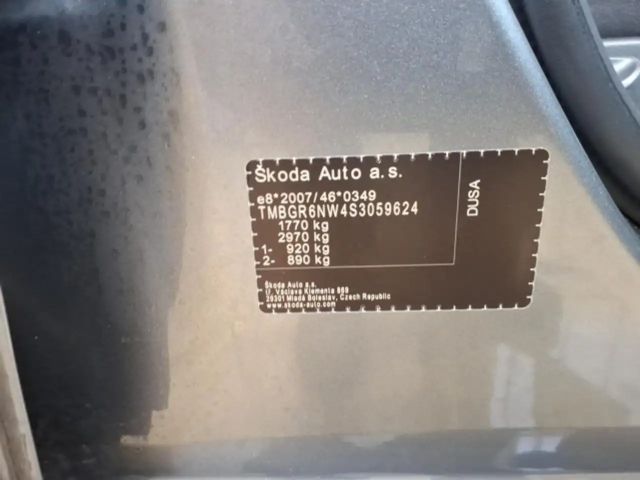 Škoda Auto a.s.
e8*2007/46*0349
TMBGR6NW4S3059624
1770 kg
2970 kg
1- 920 kg
2- 890 kg
DUSA
Škoda Auto a.s.
tř. Václava Klementa 869
29301 Mladá Boleslav, Czech Republic
www.skoda-auto.com